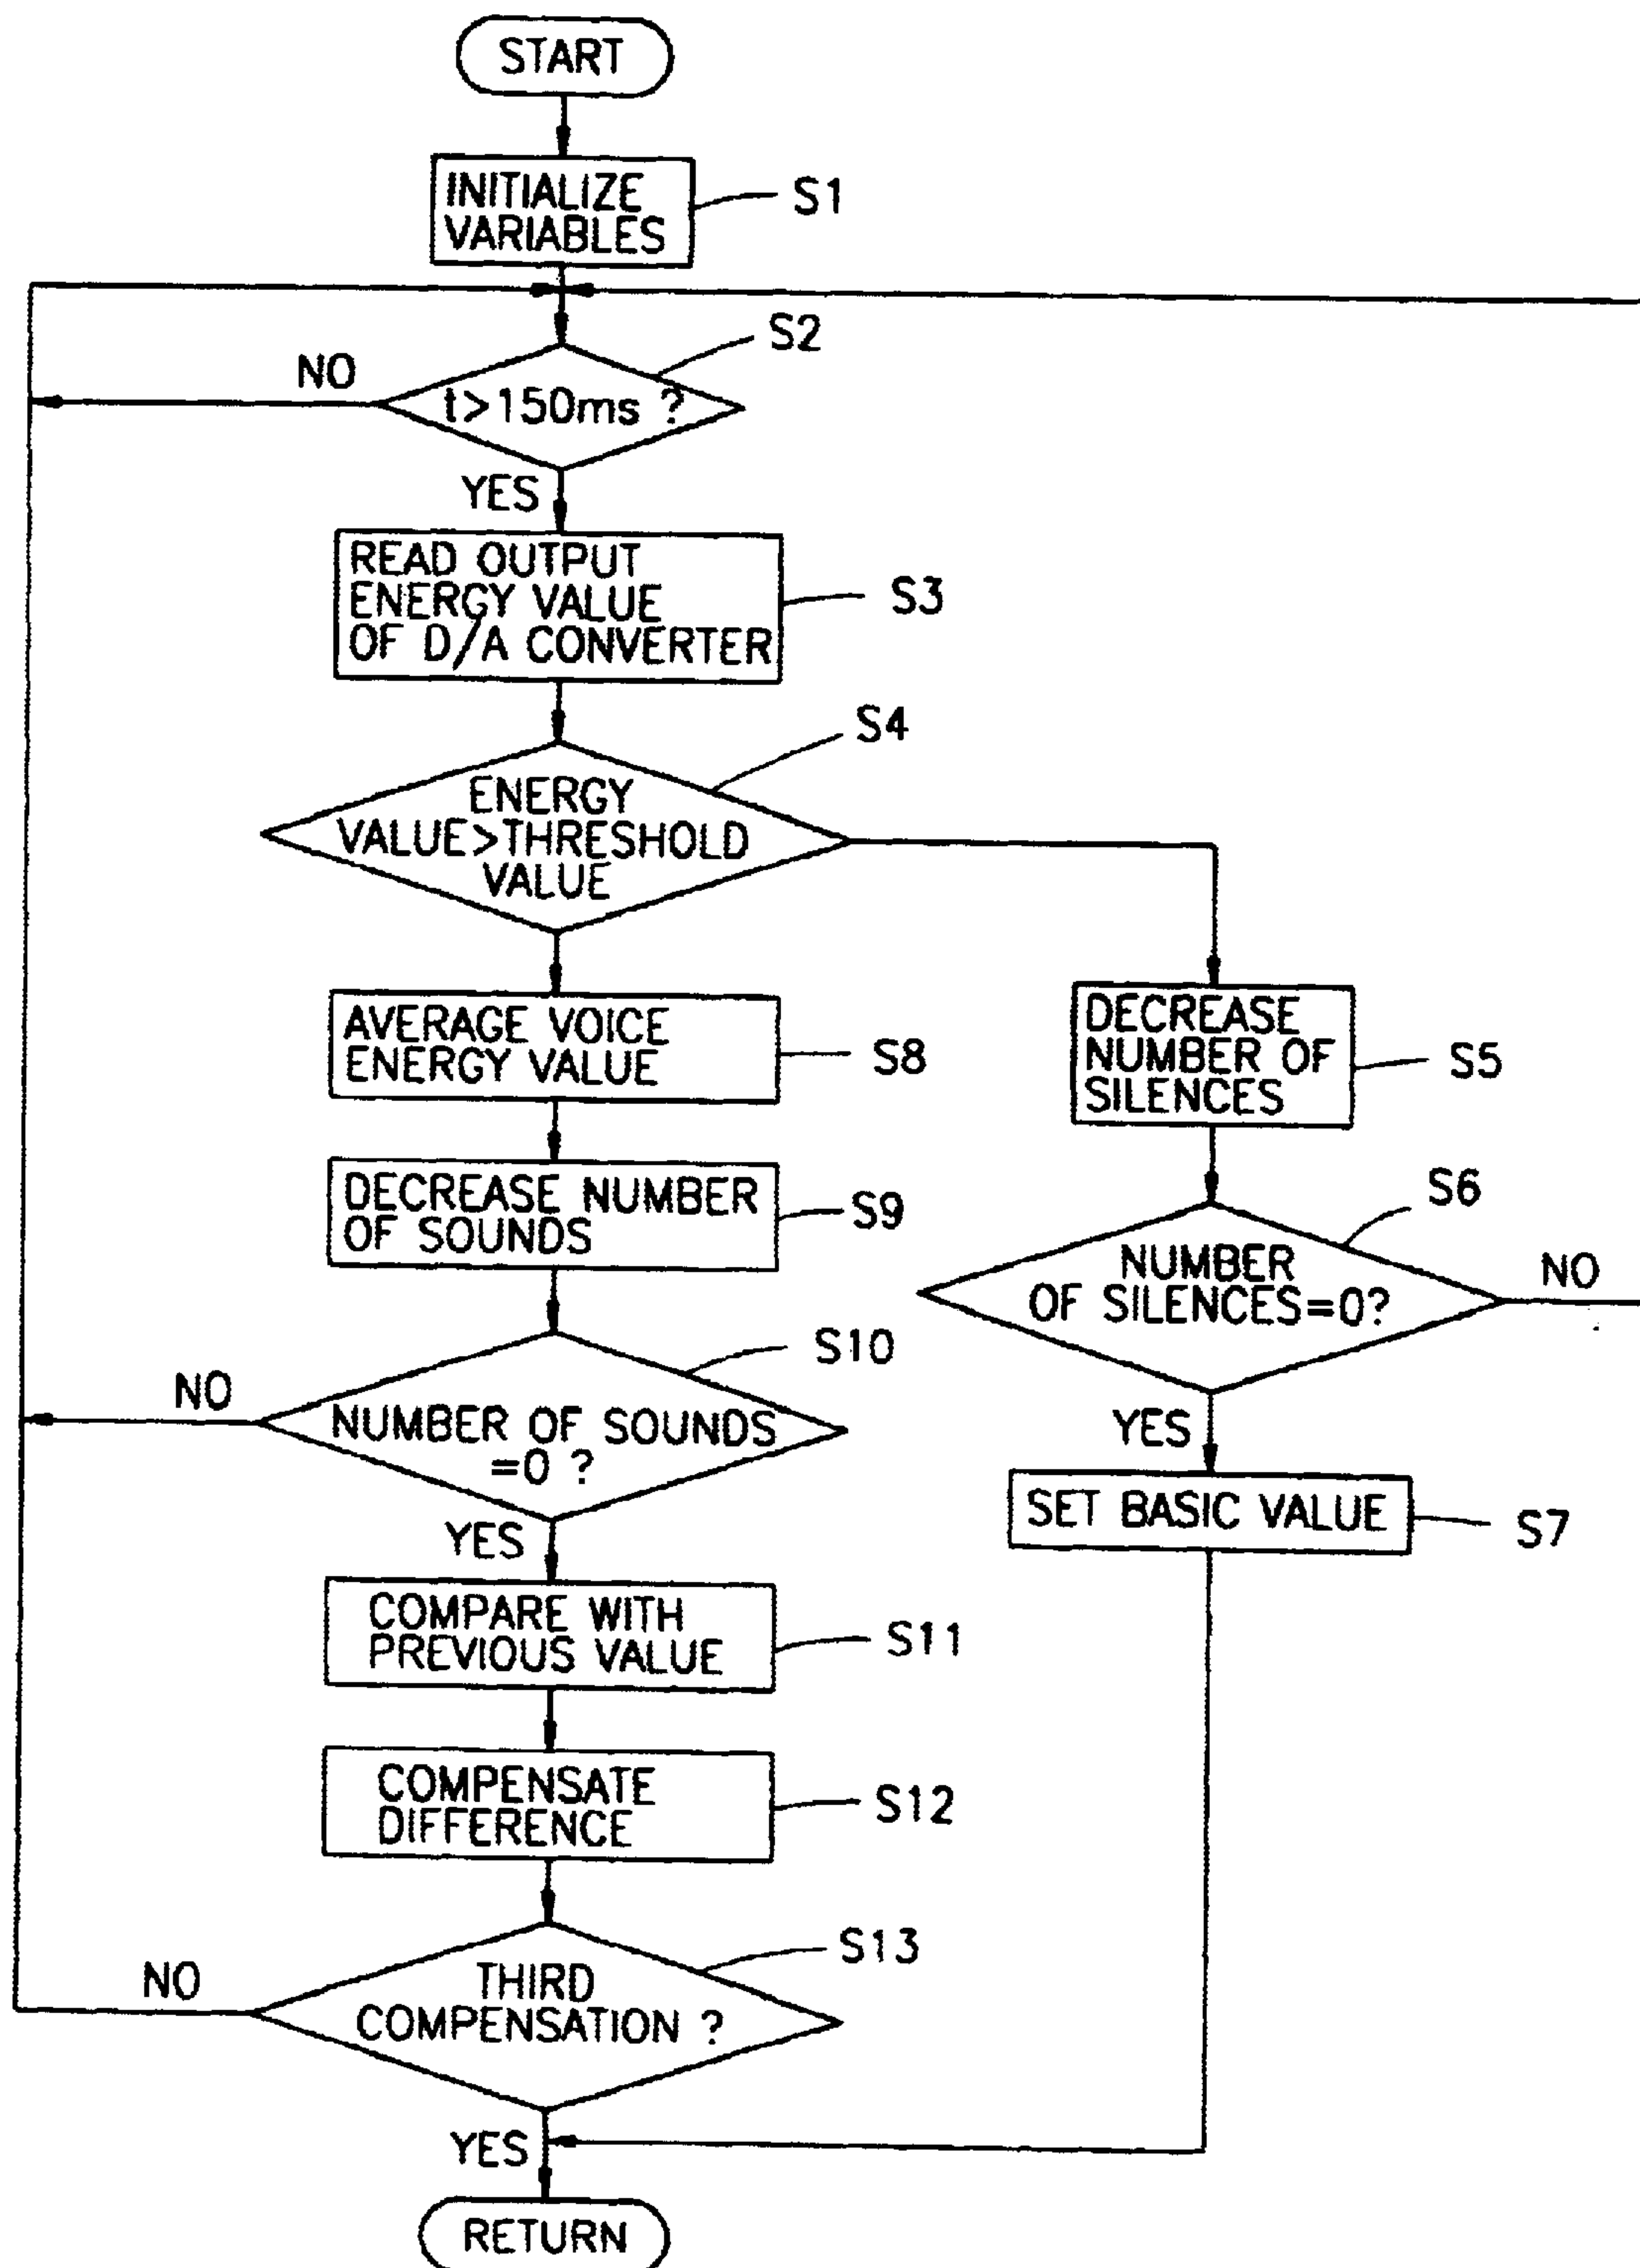 START
INITIALIZE
VARIABLES
S1
S2
NO
t>150ms ?
YES
READ OUTPUT
ENERGY VALUE
OF D/A CONVERTER
S3
S4
ENERGY
VALUE>THRESHOLD
VALUE
AVERAGE VOICE
ENERGY VALUE
S8
DECREASE
NUMBER OF
SILENCES
S5
DECREASE NUMBER
OF SOUNDS
S9
S6
NUMBER
OF SILENCES=0?
NO
S10
NO
NUMBER OF SOUNDS
=0 ?
YES
YES
SET BASIC VALUE
S7
COMPARE WITH
PREVIOUS VALUE
S11
COMPENSATE
DIFFERENCE
S12
S13
NO
THIRD
COMPENSATION ?
YES
RETURN